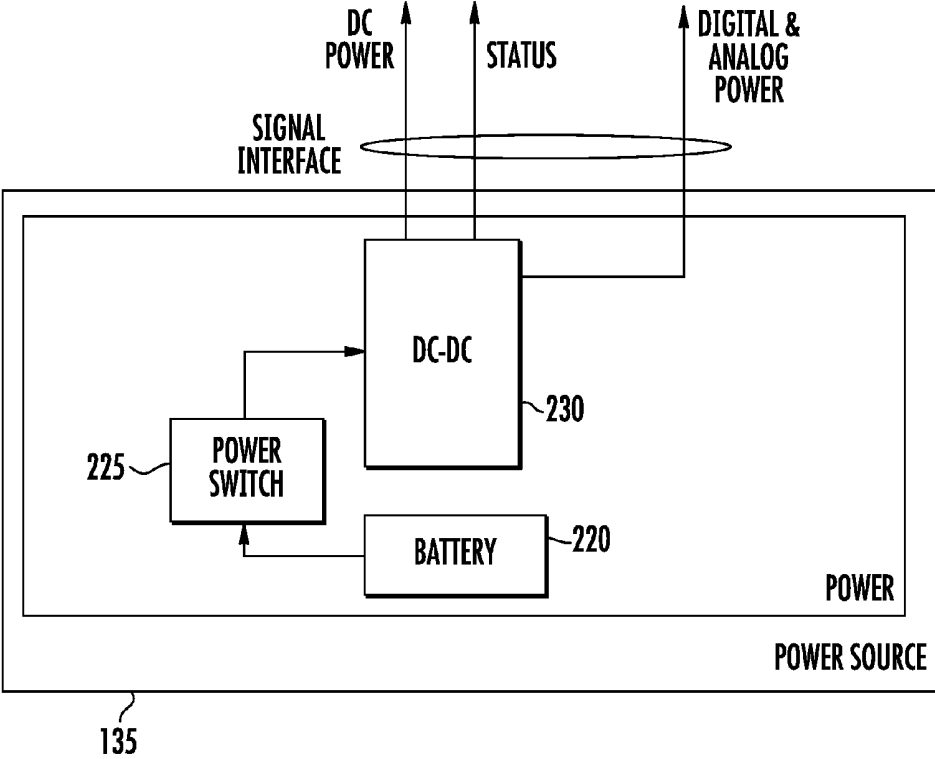 DC
POWER
STATUS
DIGITAL &
ANALOG
POWER
SIGNAL
INTERFACE
DC-DC
230
225
POWER
SWITCH
BATTERY
220
POWER
POWER SOURCE
135